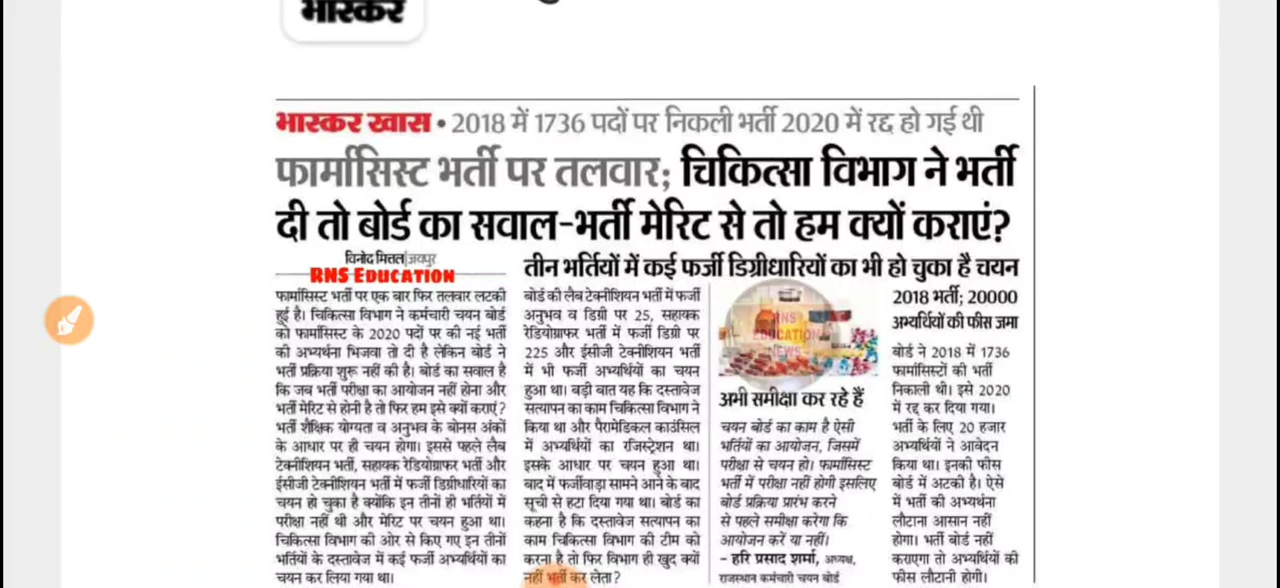 भास्कर
भास्कर खास • 2018 में 1736 पदों पर निकली भर्ती 2020 में रद्द हो गई थी
फार्मासिस्ट भर्ती पर तलवार; चिकित्सा विभाग ने भर्ती
दी तो बोर्ड का सवाल-भर्ती मेरिट से तो हम क्यों कराएं?
विनोद मित्तल|जयपुर
RNS EDUCATION
फार्मासिस्ट भर्ती पर एक बार फिर तलवार लटकी
हुई है। चिकित्सा विभाग ने कर्मचारी चयन बोर्ड
को फार्मासिस्ट के 2020 पदों पर की नई भर्ती
की अभ्यर्थना भिजवा तो दी है लेकिन बोर्ड ने
भर्ती प्रक्रिया शुरू नहीं की है। बोर्ड का सवाल है
कि जब भर्ती परीक्षा का आयोजन नहीं होना और
भर्ती मेरिट से होनी है तो फिर हम इसे क्यों कराएं?
भर्ती शैक्षिक योग्यता व अनुभव के बोनस अंकों
के आधार पर ही चयन होगा। इससे पहले लैब
टेक्नीशियन भर्ती, सहायक रेडियोग्राफर भर्ती और
ईसीजी टेक्नीशियन भर्ती में फर्जी डिग्रीधारियों का
चयन हो चुका है क्योंकि इन तीनों ही भर्तियों में
परीक्षा नहीं थी और मेरिट पर चयन हुआ था।
चिकित्सा विभाग की ओर से किए गए इन तीनों
भर्तियों के दस्तावेज में कई फर्जी अभ्यर्थियों का
चयन कर लिया गया था।
तीन भर्तियों में कई फर्जी डिग्रीधारियों का भी हो चुका है चयन
बोर्ड की लैब टेक्नीशियन भर्ती में फर्जी
अनुभव व डिग्री पर 25, सहायक
रेडियोग्राफर भर्ती में फर्जी डिग्री पर
225 और ईसीजी टेक्नीशियन भर्ती
में भी फर्जी अभ्यर्थियों का चयन
हुआ था। बड़ी बात यह कि दस्तावेज
सत्यापन का काम चिकित्सा विभाग ने
किया था और पैरामेडिकल काउंसिल
में अभ्यर्थियों का रजिस्ट्रेशन था।
इसके आधार पर चयन हुआ था।
बाद में फर्जीवाड़ा सामने आने के बाद
सूची से हटा दिया गया था। बोर्ड का
कहना है कि दस्तावेज सत्यापन का
काम चिकित्सा विभाग की टीम को
करना है तो फिर विभाग ही खुद क्यों
नहीं भर्ती कर लेता?
RNS
EDUCATION
NEWS
अभी समीक्षा कर रहे हैं
चयन बोर्ड का काम है ऐसी
भर्तियों का आयोजन, जिसमें
परीक्षा से चयन हो। फार्मासिस्ट
भर्ती में परीक्षा नहीं होगी इसलिए
बोर्ड प्रक्रिया प्रारंभ करने
से पहले समीक्षा करेगा कि
आयोजन करें या नहीं।
- हरि प्रसाद शर्मा, अध्यक्ष,
राजस्थान कर्मचारी चयन बोर्ड
2018 भर्ती; 20000
अभ्यर्थियों की फीस जमा
बोर्ड ने 2018 में 1736
फार्मासिस्टों की भर्ती
निकाली थी। इसे 2020
में रद्द कर दिया गया।
भर्ती के लिए 20 हजार
अभ्यर्थियों ने आवेदन
किया था। इनकी फीस
बोर्ड में अटकी है। ऐसे
में भर्ती की अभ्यर्थना
लौटाना आसान नहीं
होगा। भर्ती बोर्ड नहीं
कराएगा तो अभ्यर्थियों की
फीस लौटानी होगी।